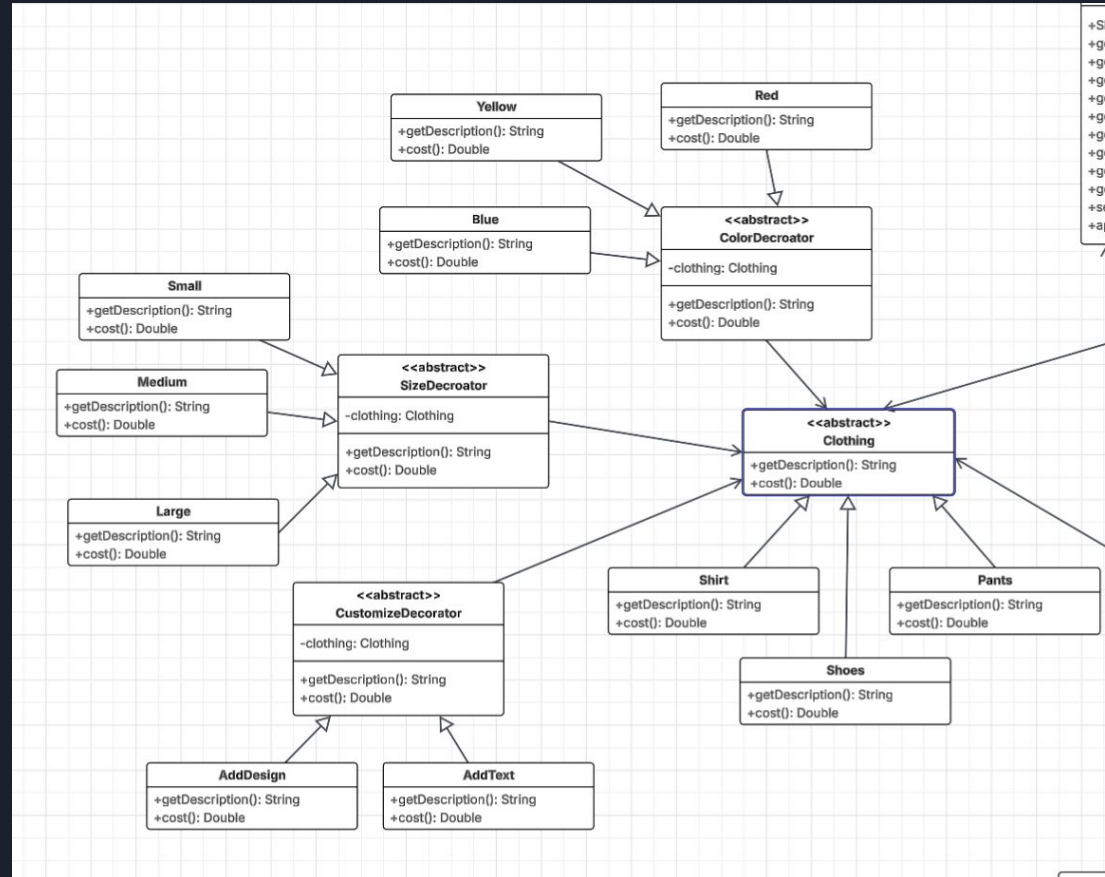 Yellow
+getDescription(): String
+cost(): Double
Red
+getDescription(): String
+cost(): Double
Blue
+getDescription(): String
+cost(): Double
<<abstract>>
ColorDecroator
-clothing: Clothing
+getDescription(): String
+cost(): Double
Small
+getDescription(): String
+cost(): Double
Medium
+getDescription(): String
+cost(): Double
Large
+getDescription(): String
+cost(): Double
<<abstract>>
SizeDecroator
-clothing: Clothing
+getDescription(): String
+cost(): Double
<<abstract>>
Clothing
+getDescription(): String
+cost(): Double
<<abstract>>
CustomizeDecorator
-clothing: Clothing
+getDescription(): String
+cost(): Double
Shirt
+getDescription(): String
+cost(): Double
Pants
+getDescription(): String
+cost(): Double
Shoes
+getDescription(): String
+cost(): Double
AddDesign
+getDescription(): String
+cost(): Double
AddText
+getDescription(): String
+cost(): Double